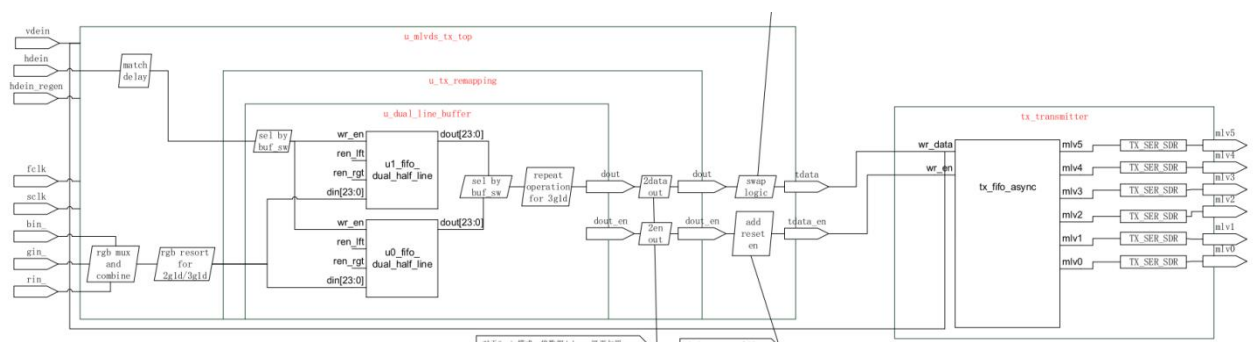 vdein
hdein
hdein_regen
fclk
sclk
bin_
gin_
rin_
u_mlvds_tx_top
match
delay
rgb mux
and
combine
rgb resort
for
2g1d/3g1d
u_tx_remapping
u_dual_line_buffer
sel by
buf_sw
wr_en
ren_lft
ren_rgt
din[23:0]
dout[23:0]
u1_fifo_
dual_half_line
wr_en
ren_lft
ren_rgt
din[23:0]
dout[23:0]
u0_fifo_
dual_half_line
sel by
buf_sw
repeat
operation
for 3g1d
dout
dout_en
2data
out
2en
out
dout
dout_en
swap
logic
add
reset
en
tdata
tdata_en
tx_transmitter
wr_data
wr_en
tx_fifo_async
mlv5
mlv4
mlv3
mlv2
mlv1
mlv0
TX_SER_SDR
TX_SER_SDR
TX_SER_SDR
TX_SER_SDR
TX_SER_SDR
TX_SER_SDR
mlv5
mlv4
mlv3
mlv2
mlv1
mlv0